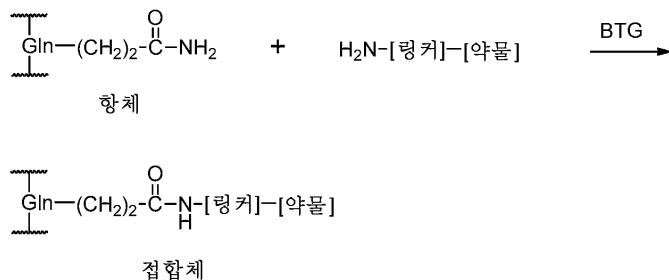 Gln—(CH₂)₂—C—NH₂ + H₂N—[링커]—[약물] BTG
O
항체
O
Gln—(CH₂)₂—C—N—[링커]—[약물]
H
접합체